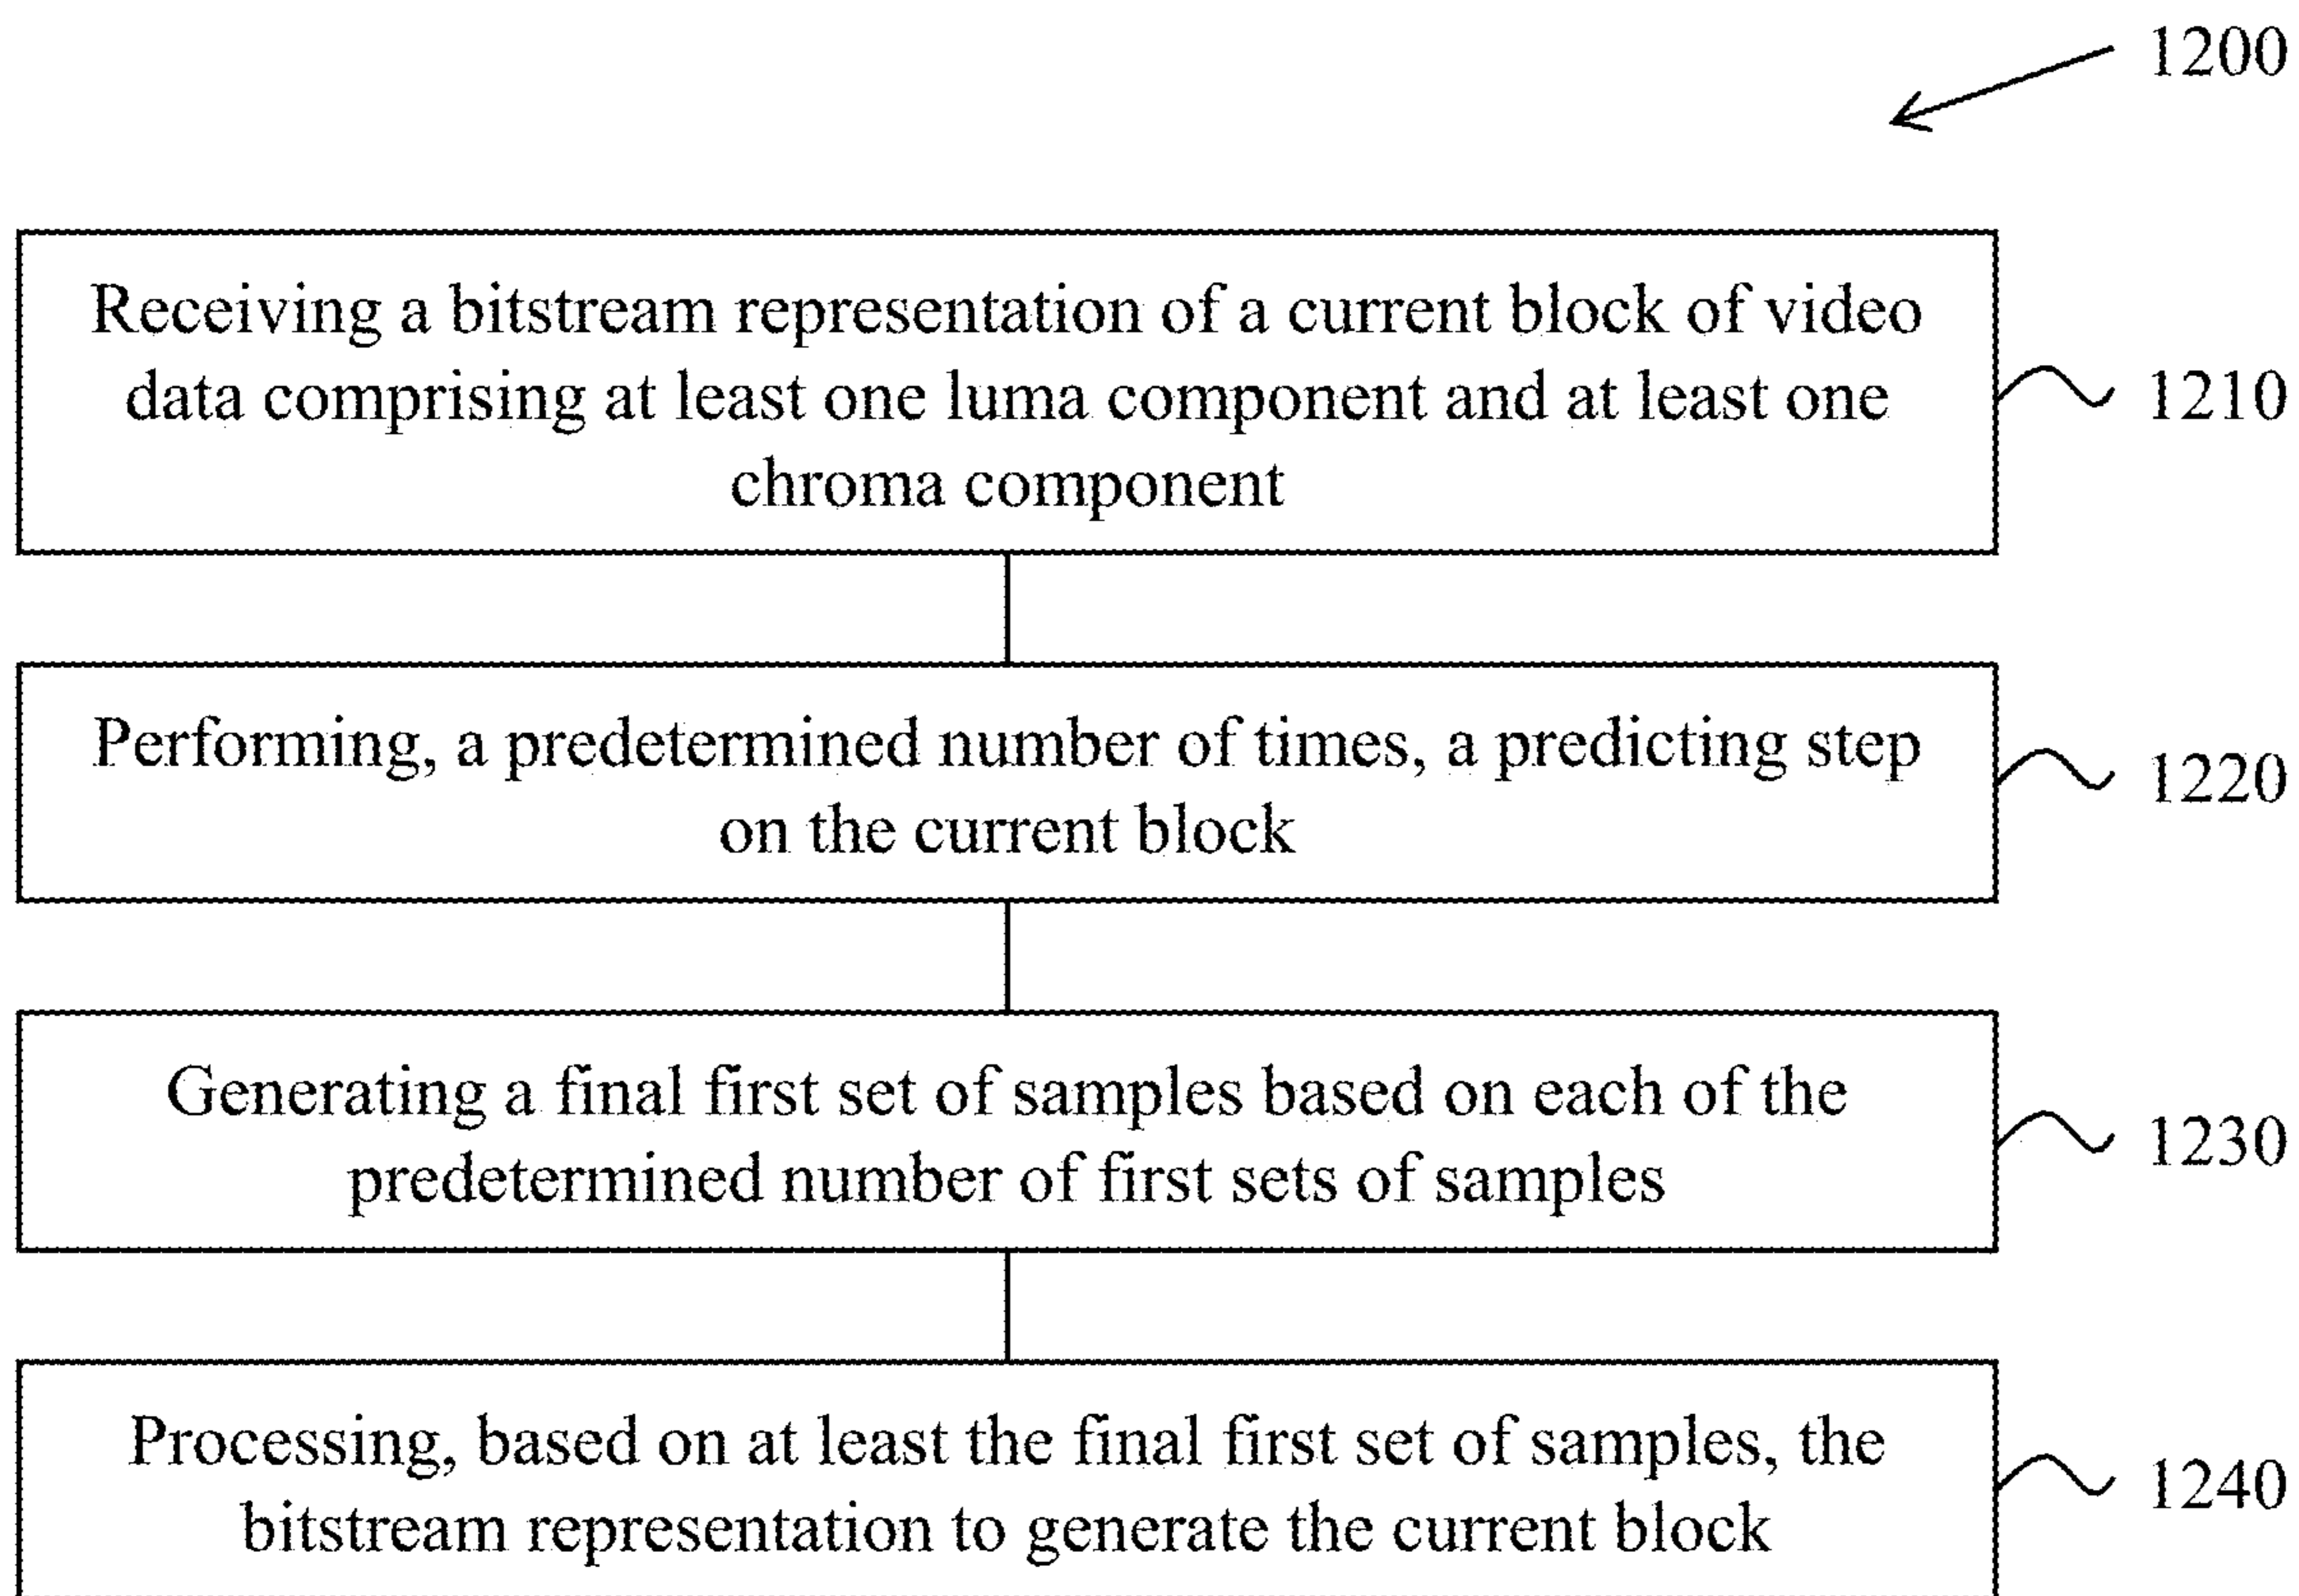 1200
Receiving a bitstream representation of a current block of video
data comprising at least one luma component and at least one
chroma component
1210
Performing, a predetermined number of times, a predicting step
on the current block
1220
Generating a final first set of samples based on each of the
predetermined number of first sets of samples
1230
Processing, based on at least the final first set of samples, the
bitstream representation to generate the current block
1240